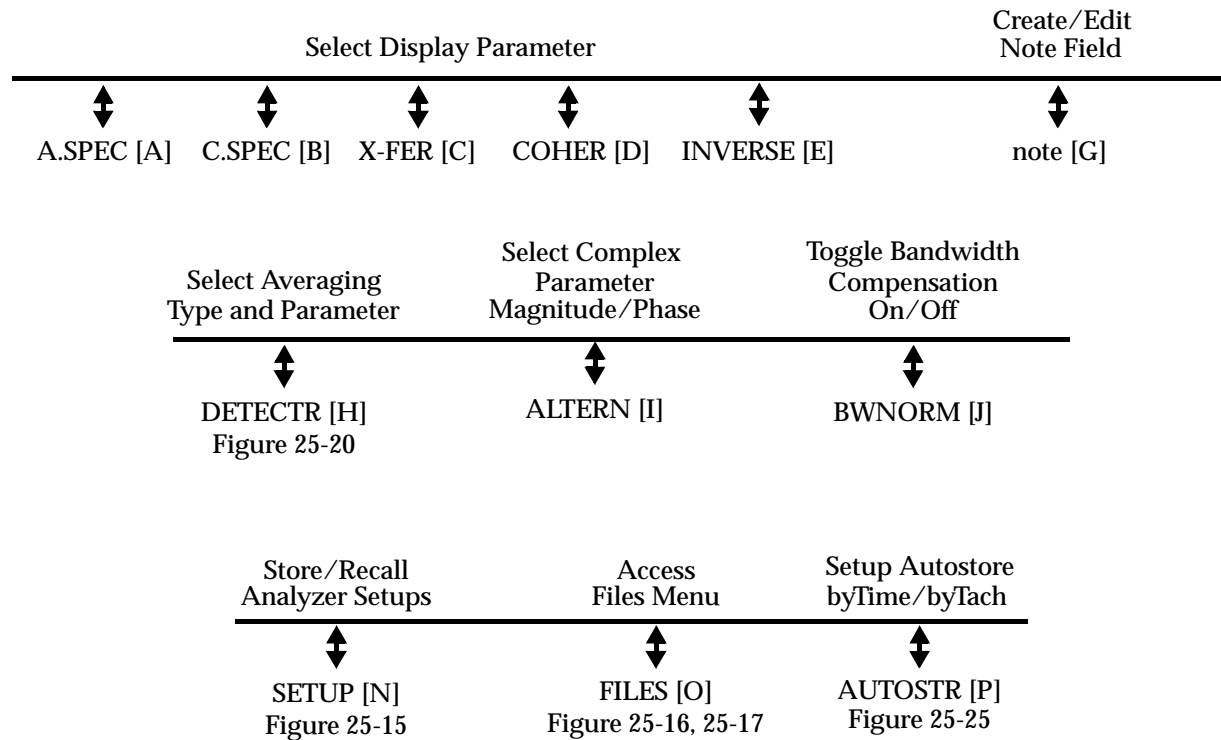 Select Display Parameter
Create/Edit
Note Field
A.SPEC [A]
C.SPEC [B]
X-FER [C]
COHER [D]
INVERSE [E]
note [G]
Select Averaging
Type and Parameter
Select Complex
Parameter
Magnitude/Phase
Toggle Bandwidth
Compensation
On/Off
DETECTR [H]
Figure 25-20
ALTERN [I]
BWNORM [J]
Store/Recall
Analyzer Setups
Access
Files Menu
Setup Autostore
byTime/byTach
SETUP [N]
Figure 25-15
FILES [O]
Figure 25-16, 25-17
AUTOSTR [P]
Figure 25-25